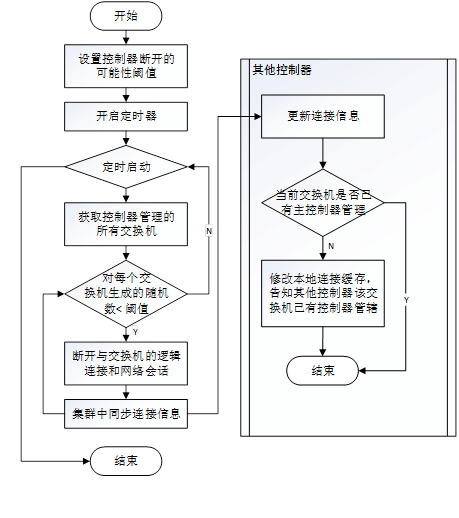 开始
设置控制器断开的
可能性阈值
开启定时器
定时启动
获取控制器管理的
所有交换机
N
对每个交
换机生成的随机
数< 阈值
Y
断开与交换机的逻辑
连接和网络会话
集群中同步连接信息
结束
其他控制器
更新连接信息
当前交换机是否已
有主控制器管理
N
Y
修改本地连接缓存，
告知其他控制器该交
换机已有控制器管辖
结束